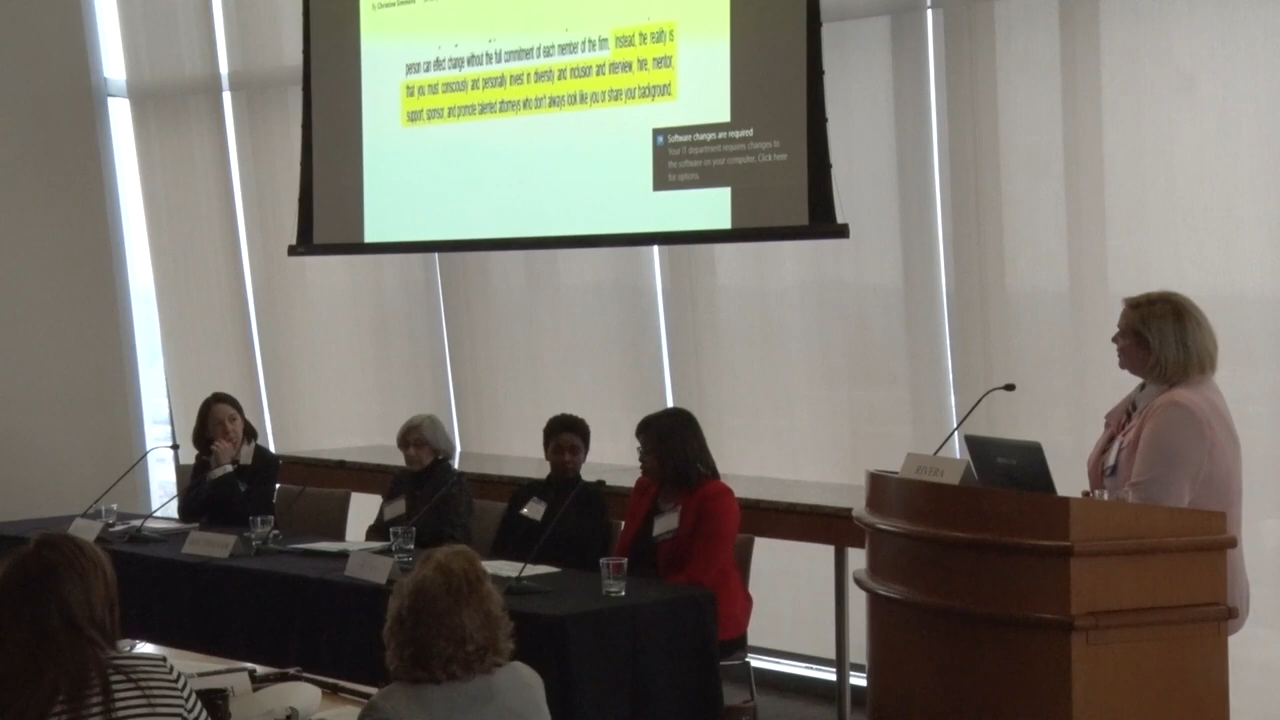 By Christine Simmons
person can effect change without the full commitment of each member of the firm. Instead, the reality is
that you must consciously and personally invest in diversity and inclusion and interview, hire, mentor,
support, sponsor, and promote talented attorneys who don't always look like you or share your background.
Software changes are required
Your IT department requires changes to
the software on your computer. Click here
for options.
RIVERA